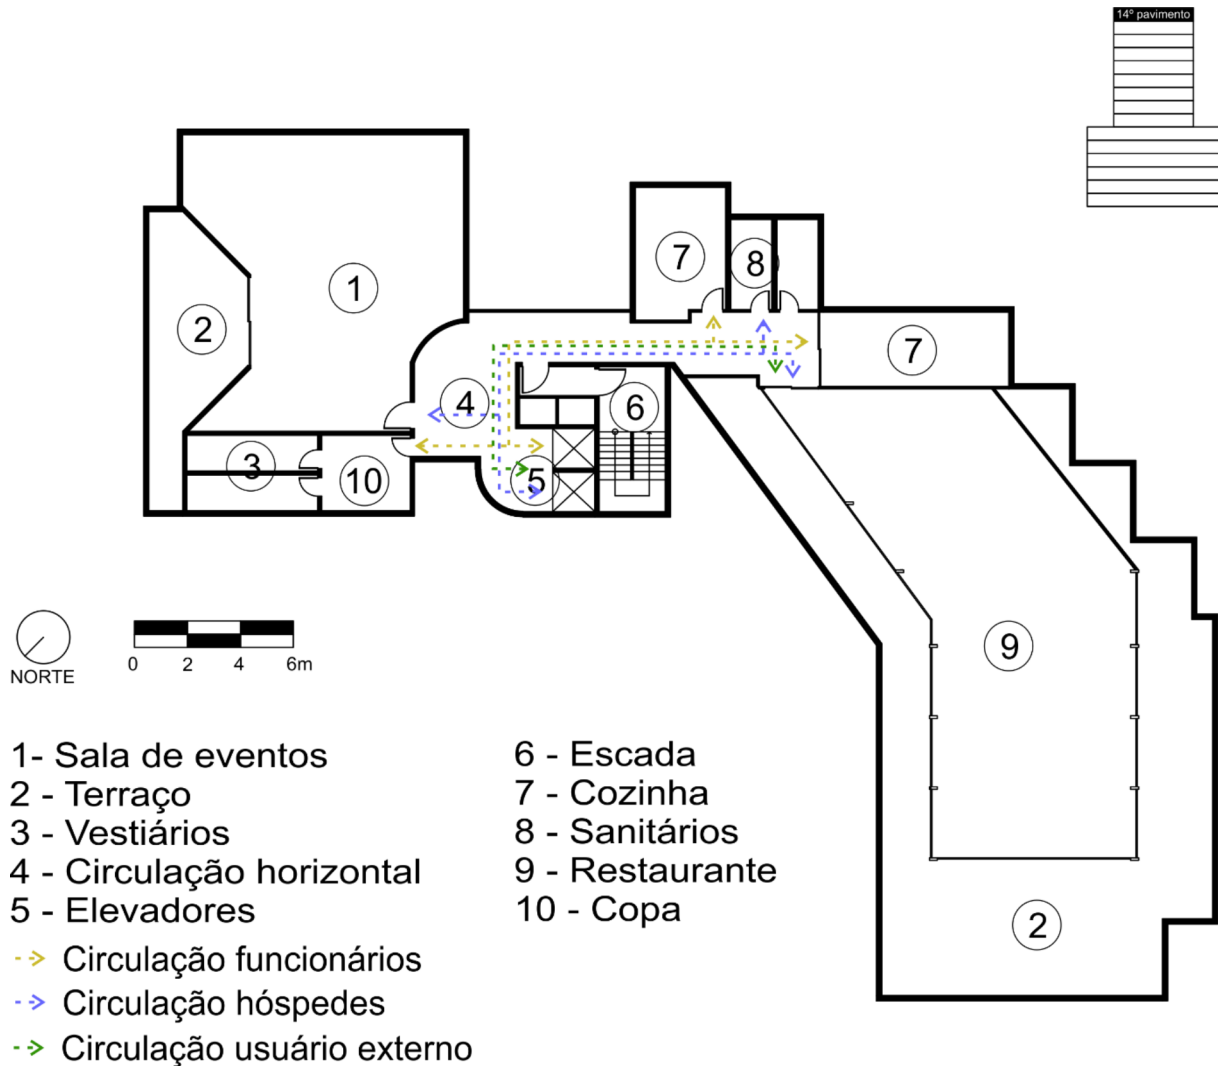 14º pavimento
7
8
1
2
7
4
6
3
10
5
9
2
NORTE
0 2 4 6m
1- Sala de eventos
2 - Terraço
3 - Vestiários
4 - Circulação horizontal
5 - Elevadores
6 - Escada
7 - Cozinha
8 - Sanitários
9 - Restaurante
10 - Copa
Circulação funcionários
Circulação hóspedes
Circulação usuário externo